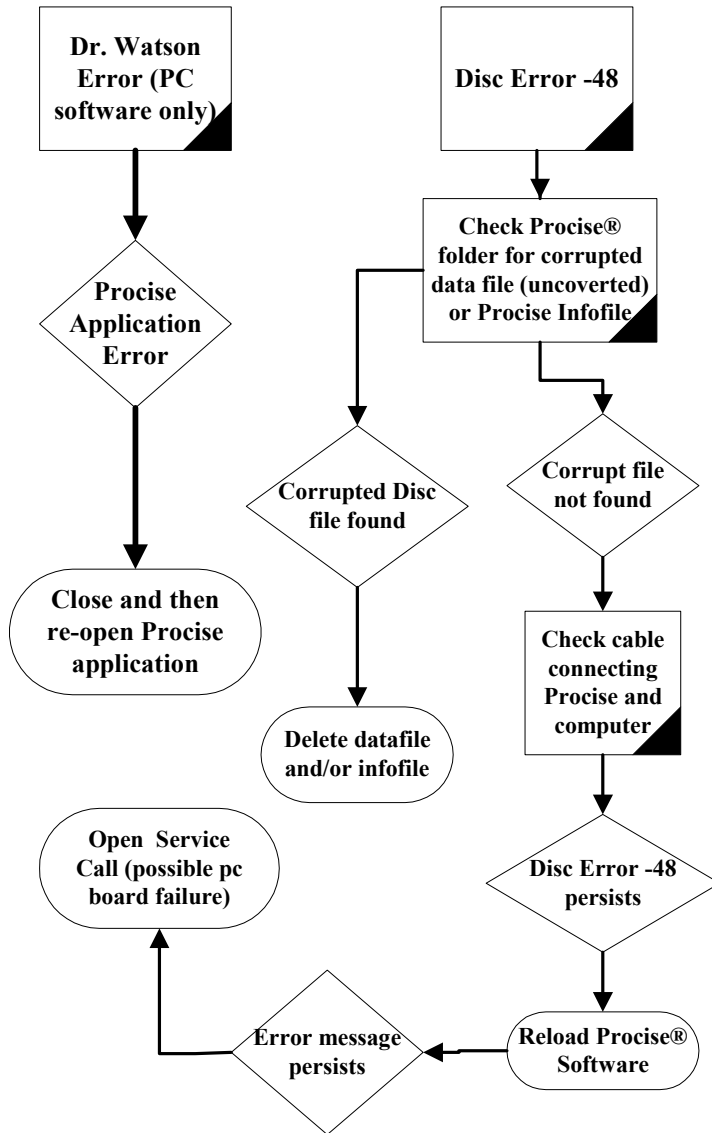 Dr. Watson
Error (PC
software only)
Procise
Application
Error
Close and then
re-open Procise
application
Disc Error -48
Check Procise®
folder for corrupted
data file (uncoverted)
or Procise Infofile
Corrupted Disc
file found
Delete datafile
and/or infofile
Corrupt file
not found
Check cable
connecting
Procise and
computer
Disc Error -48
persists
Reload Procise®
Software
Error message
persists
Open Service
Call (possible pc
board failure)